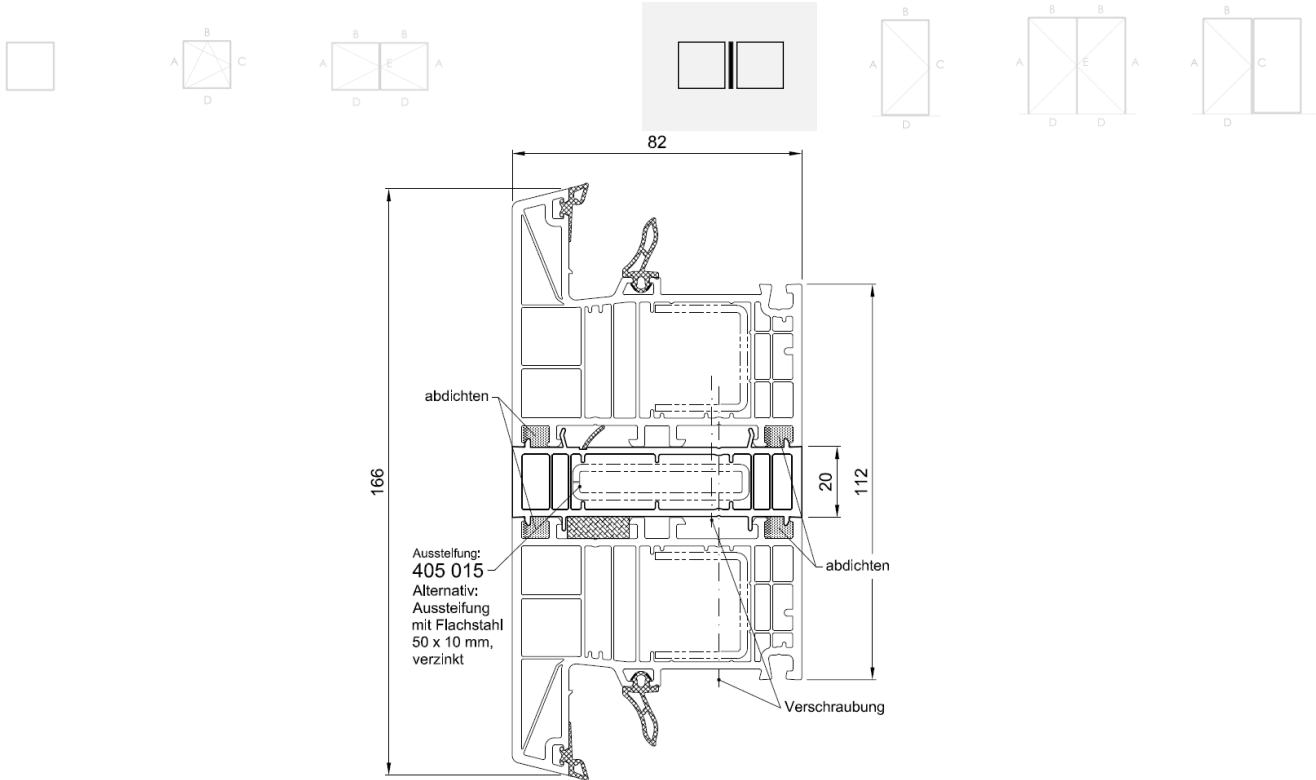 B
A
C
D
B
B
A
E
A
D
D
B
A
C
D
B
B
A
E
A
D
D
B
A
C
D
82
abdichten
166
20
112
Ausstelfung:
405 015
Alternativ:
Aussteifung
mit Flachstahl
50 x 10 mm,
verzinkt
abdichten
Verschraubung